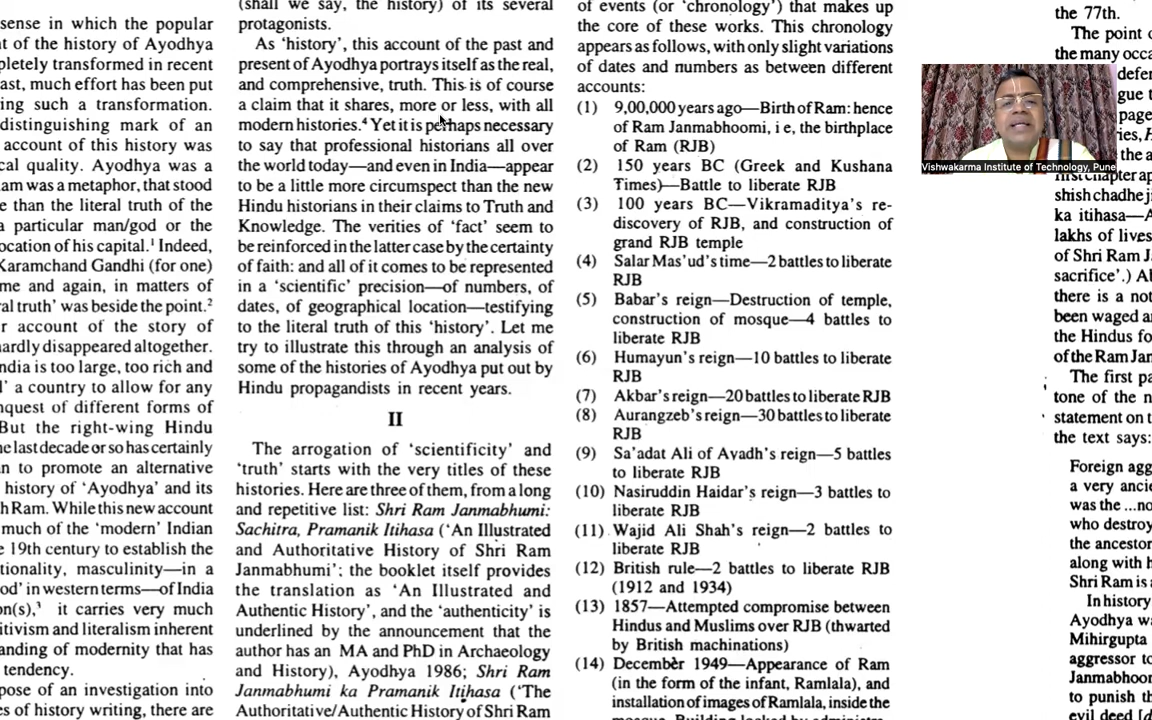 sense in which the popular
t of the history of Ayodhya
pletely transformed in recent
ast, much effort has been put
ing such a transformation.
distinguishing mark of an
account of this history was
cal quality. Ayodhya was a
am was a metaphor, that stood
e than the literal truth of the
a particular man/god or the
ocation of his capital.¹ Indeed,
Karamchand Gandhi (for one)
me and again, in matters of
al truth' was beside the point.²
r account of the story of
hardly disappeared altogether.
ndia is too large, too rich and
l' a country to allow for any
nquest of different forms of
But the right-wing Hindu
he last decade or so has certainly
n to promote an alternative
history of 'Ayodhya' and its
h Ram. While this new account
much of the 'modern' Indian
e 19th century to establish the
tionality, masculinity—in a
od' in western terms—of India
on(s),³ it carries very much
itivism and literalism inherent
anding of modernity that has
tendency.
pose of an investigation into
es of history writing, there are
(shall we say, the history) of its several
protagonists.
As 'history', this account of the past and
present of Ayodhya portrays itself as the real,
and comprehensive, truth. This is of course
a claim that it shares, more or less, with all
modern histories.⁴ Yet it is perhaps necessary
to say that professional historians all over
the world today—and even in India—appear
to be a little more circumspect than the new
Hindu historians in their claims to Truth and
Knowledge. The verities of 'fact' seem to
be reinforced in the latter case by the certainty
of faith: and all of it comes to be represented
in a 'scientific' precision—of numbers, of
dates, of geographical location—testifying
to the literal truth of this 'history'. Let me
try to illustrate this through an analysis of
some of the histories of Ayodhya put out by
Hindu propagandists in recent years.
II
The arrogation of 'scientificity' and
'truth' starts with the very titles of these
histories. Here are three of them, from a long
and repetitive list: Shri Ram Janmabhumi:
Sachitra, Pramanik Itihasa ('An Illustrated
and Authoritative History of Shri Ram
Janmabhumi'; the booklet itself provides
the translation as 'An Illustrated and
Authentic History', and the 'authenticity' is
underlined by the announcement that the
author has an MA and PhD in Archaeology
and History), Ayodhya 1986; Shri Ram
Janmabhumi ka Pramanik Itihasa ('The
Authoritative/Authentic History of Shri Ram
of events (or 'chronology') that makes up
the core of these works. This chronology
appears as follows, with only slight variations
of dates and numbers as between different
accounts:
(1) 9,00,000 years ago—Birth of Ram: hence
of Ram Janmabhoomi, i e, the birthplace
of Ram (RJB)
(2) 150 years BC (Greek and Kushana
Times)—Battle to liberate RJB
(3) 100 years BC—Vikramaditya's re-
discovery of RJB, and construction of
grand RJB temple
(4) Salar Mas'ud's time—2 battles to liberate
RJB
(5) Babar's reign—Destruction of temple,
construction of mosque—4 battles to
liberate RJB
(6) Humayun's reign—10 battles to liberate
RJB
(7) Akbar's reign—20 battles to liberate RJB
(8) Aurangzeb's reign—30 battles to liberate
RJB
(9) Sa'adat Ali of Avadh's reign—5 battles
to liberate RJB
(10) Nasiruddin Haidar's reign—3 battles to
liberate RJB
(11) Wajid Ali Shah's reign—2 battles to
liberate RJB
(12) British rule—2 battles to liberate RJB
(1912 and 1934)
(13) 1857—Attempted compromise between
Hindus and Muslims over RJB (thwarted
by British machinations)
(14) December 1949—Appearance of Ram
(in the form of the infant, Ramlala), and
installation of images of Ramlala, inside the
the 77th.
The point o
the many occa
defen
gue t
page
ries, H
the a
Vishwakarma Institute of Technology, Pune
first chapter ap
shish chadhe ji
ka itihasa—A
lakhs of lives
of Shri Ram J
sacrifice'.) Al
there is a not
been waged an
the Hindus fo
of the Ram Jan
The first pa
tone of the n
statement on t
the text says:
Foreign agg
a very ancie
was the ...no
who destroy
the ancestor
along with h
Shri Ram is a
In history
Ayodhya wa
Mihirgupta
aggressor to
Janmabhoom
to punish th
evil deed [d